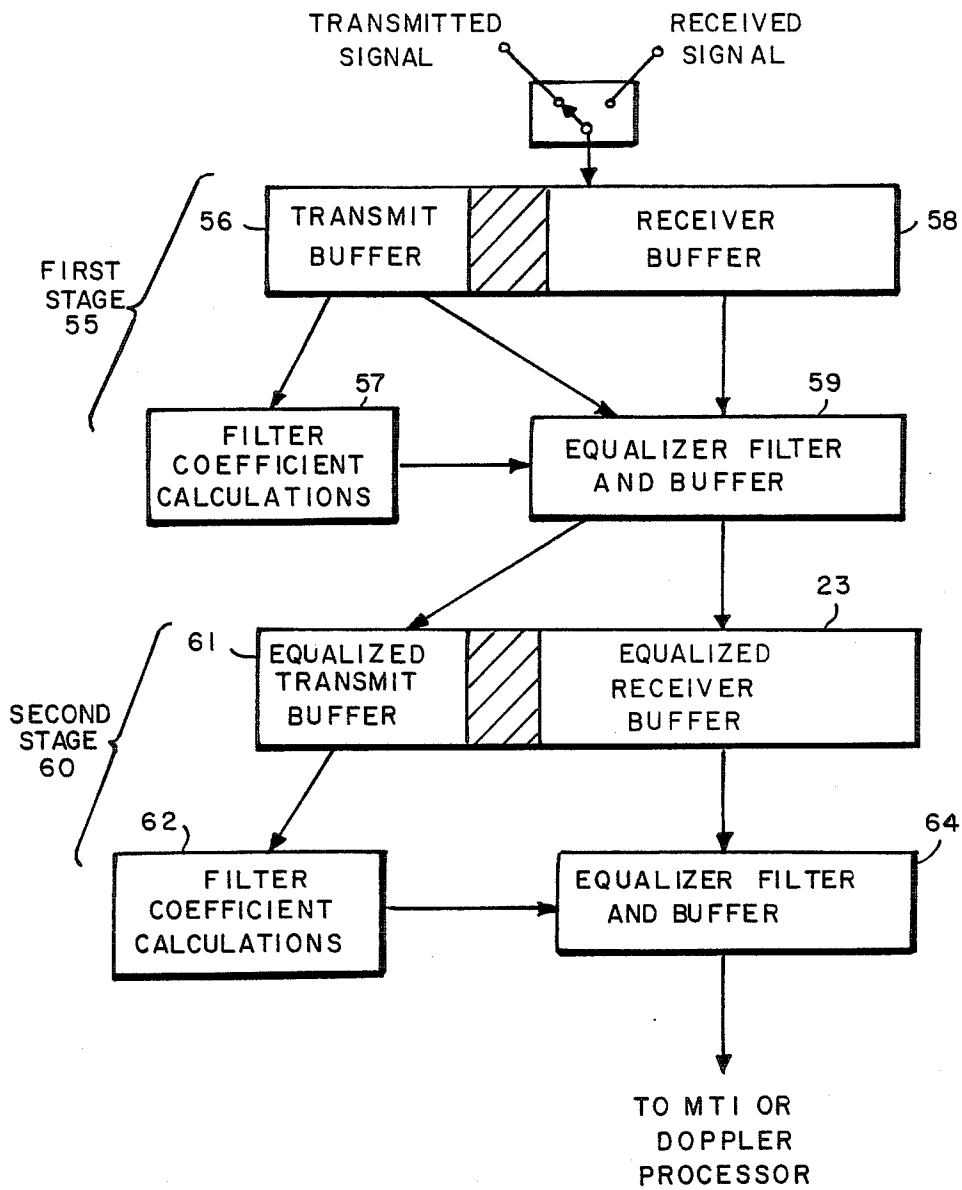 TRANSMITTED
SIGNAL
RECEIVED
SIGNAL
56
TRANSMIT
BUFFER
RECEIVER
BUFFER
58
FIRST
STAGE
55
57
FILTER
COEFFICIENT
CALCULATIONS
59
EQUALIZER FILTER
AND BUFFER
23
61
EQUALIZED
TRANSMIT
BUFFER
EQUALIZED
RECEIVER
BUFFER
SECOND
STAGE
60
62
FILTER
COEFFICIENT
CALCULATIONS
64
EQUALIZER FILTER
AND BUFFER
TO MTI OR
DOPPLER
PROCESSOR